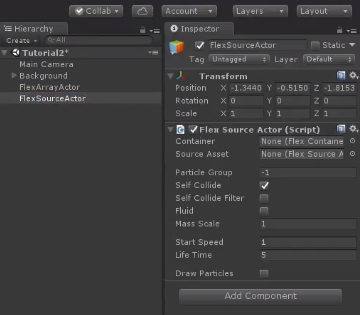 Collab Account Layers Layout
Hierarchy
Create All
Tutorial2*
Main Camera
Background
FlexArrayActor
FlexSourceActor
Inspector
FlexSourceActor Static
Tag Untagged Layer Default
Transform
Position X -1.3440 Y -0.5150 Z -1.8153
Rotation X 0 Y 0 Z 0
Scale X 1 Y 1 Z 1
Flex Source Actor (Script)
Container None (Flex Containe
Source Asset None (Flex Source A
Particle Group -1
Self Collide
Self Collide Filter
Fluid
Mass Scale 1
Start Speed 1
Life Time 5
Draw Particles
Add Component